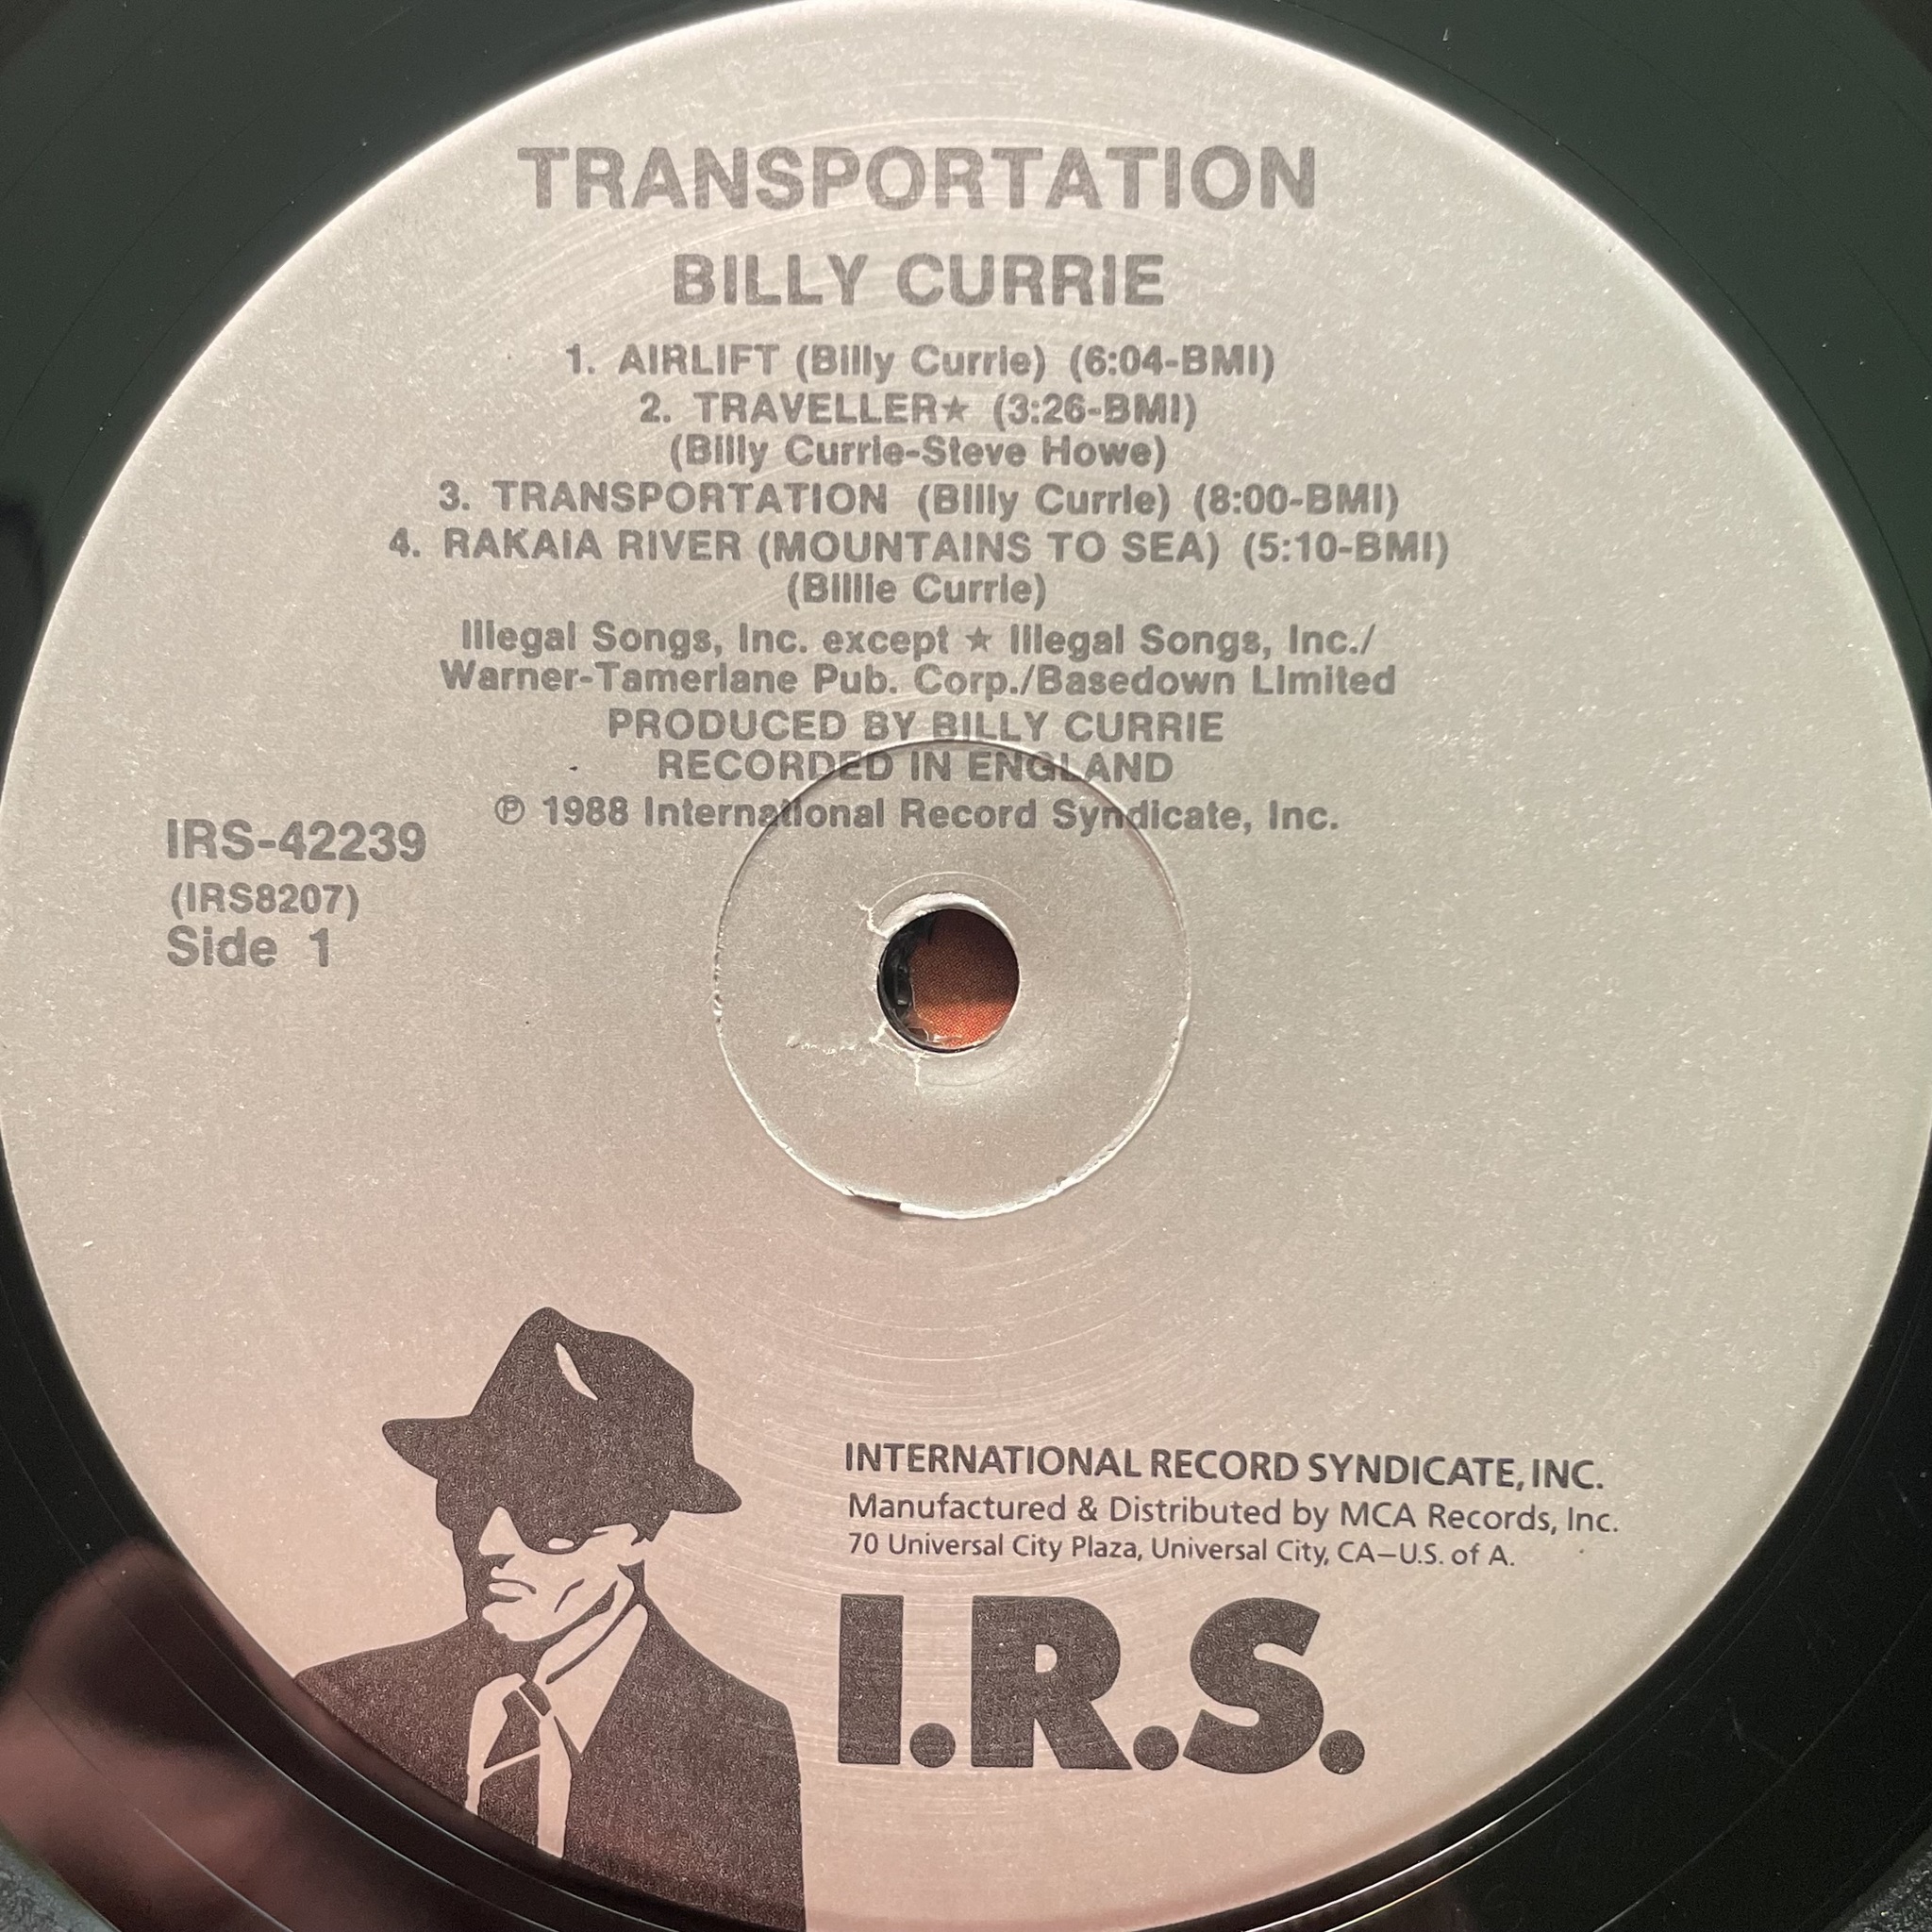 TRANSPORTATION
BILLY CURRIE
1. AIRLIFT (Billy Currie) (6:04-BMI)
2. TRAVELLER★ (3:26-BMI)
(Billy Currie-Steve Howe)
3. TRANSPORTATION (Billy Currie) (8:00-BMI)
4. RAKAIA RIVER (MOUNTAINS TO SEA) (5:10-BMI)
(Billie Currie)
Illegal Songs, Inc. except ★ Illegal Songs, Inc./
Warner-Tamerlane Pub. Corp./Basedown Limited
PRODUCED BY BILLY CURRIE
RECORDED IN ENGLAND
℗ 1988 International Record Syndicate, Inc.
IRS-42239
(IRS8207)
Side 1
INTERNATIONAL RECORD SYNDICATE, INC.
Manufactured & Distributed by MCA Records, Inc.
70 Universal City Plaza, Universal City, CA–U.S. of A.
I.R.S.